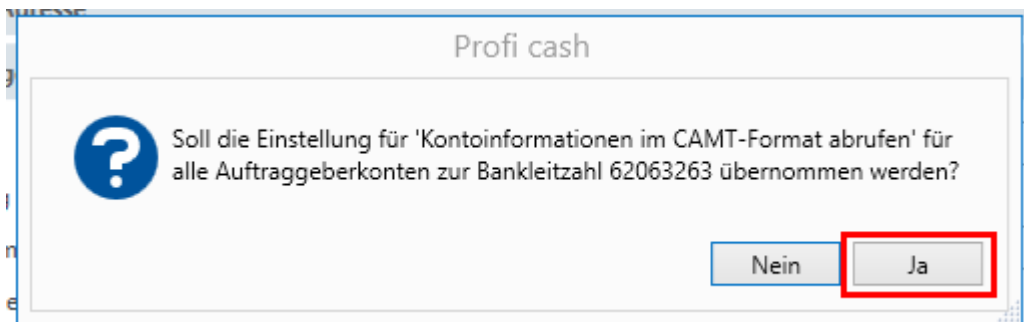 Profi cash
Soll die Einstellung für 'Kontoinformationen im CAMT-Format abrufen' für
alle Auftraggeberkonten zur Bankleitzahl 62063263 übernommen werden?
Nein
Ja